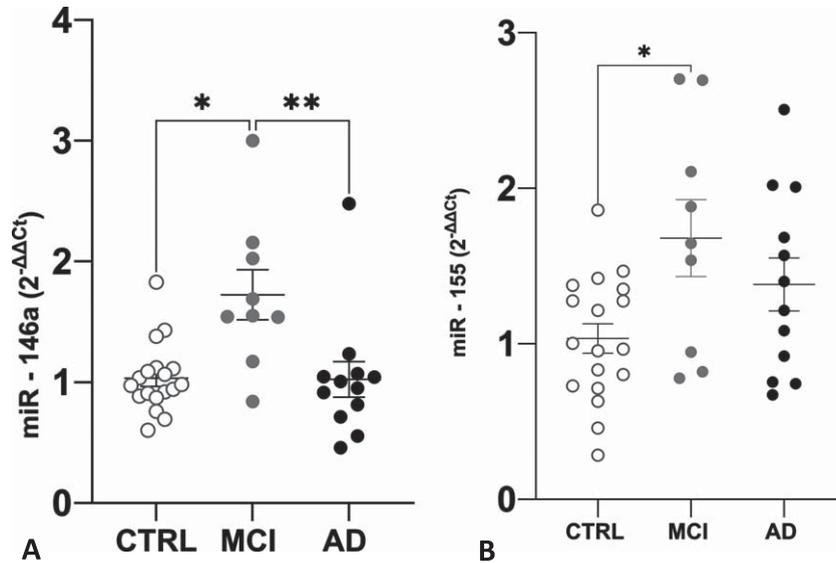 miR - 146a (2-ΔΔCt)
4
3
2
1
0
* **
CTRL MCI AD
A
miR - 155 (2-ΔΔCt)
3
2
1
0
*
CTRL MCI AD
B